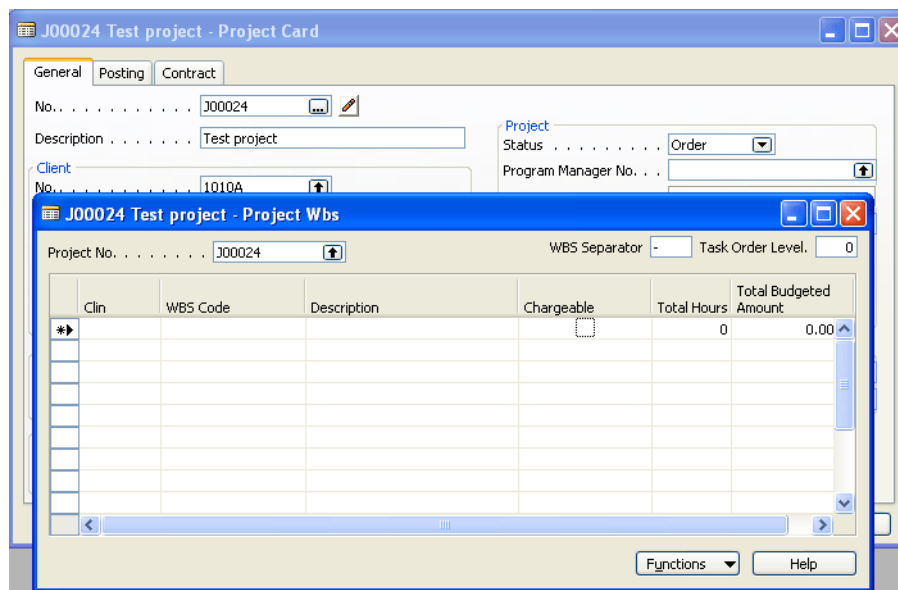 J00024 Test project - Project Card
General Posting Contract
No. . . . . . . . . . . . J00024 ...
Description . . . . . . . Test project
Project
Status . . . . . . . . . Order
Client
Program Manager No. . .
No. . . . . . . . . . . . 1010A
J00024 Test project - Project Wbs
Project No. . . . . . . . J00024 WBS Separator - Task Order Level. 0
Clin WBS Code Description Chargeable Total Hours Total Budgeted Amount
0 0.00
Functions Help